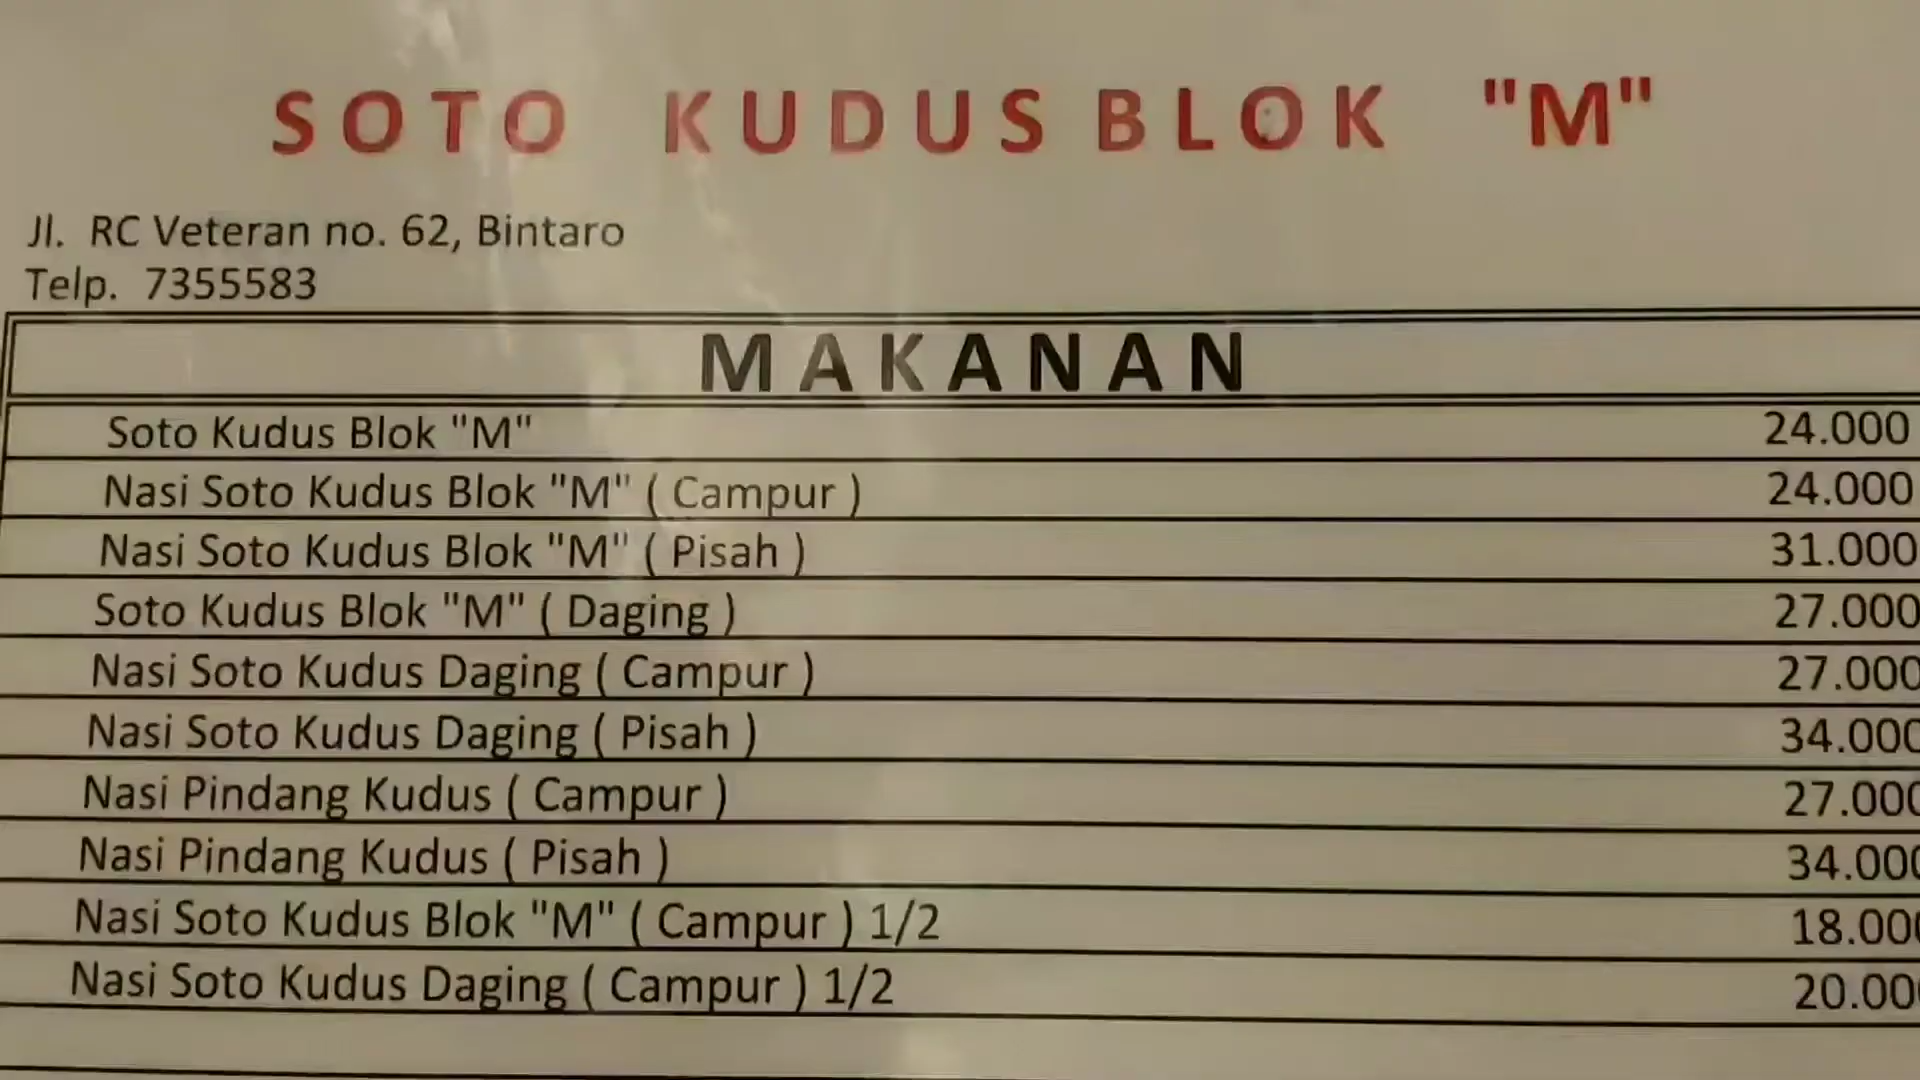 SOTO KUDUS BLOK "M"
Jl. RC Veteran no. 62, Bintaro
Telp. 7355583
MAKANAN
Soto Kudus Blok "M" 24.000
Nasi Soto Kudus Blok "M" ( Campur ) 24.000
Nasi Soto Kudus Blok "M" ( Pisah ) 31.000
Soto Kudus Blok "M" ( Daging ) 27.000
Nasi Soto Kudus Daging ( Campur ) 27.000
Nasi Soto Kudus Daging ( Pisah ) 34.000
Nasi Pindang Kudus ( Campur ) 27.000
Nasi Pindang Kudus ( Pisah ) 34.000
Nasi Soto Kudus Blok "M" ( Campur ) 1/2 18.000
Nasi Soto Kudus Daging ( Campur ) 1/2 20.00